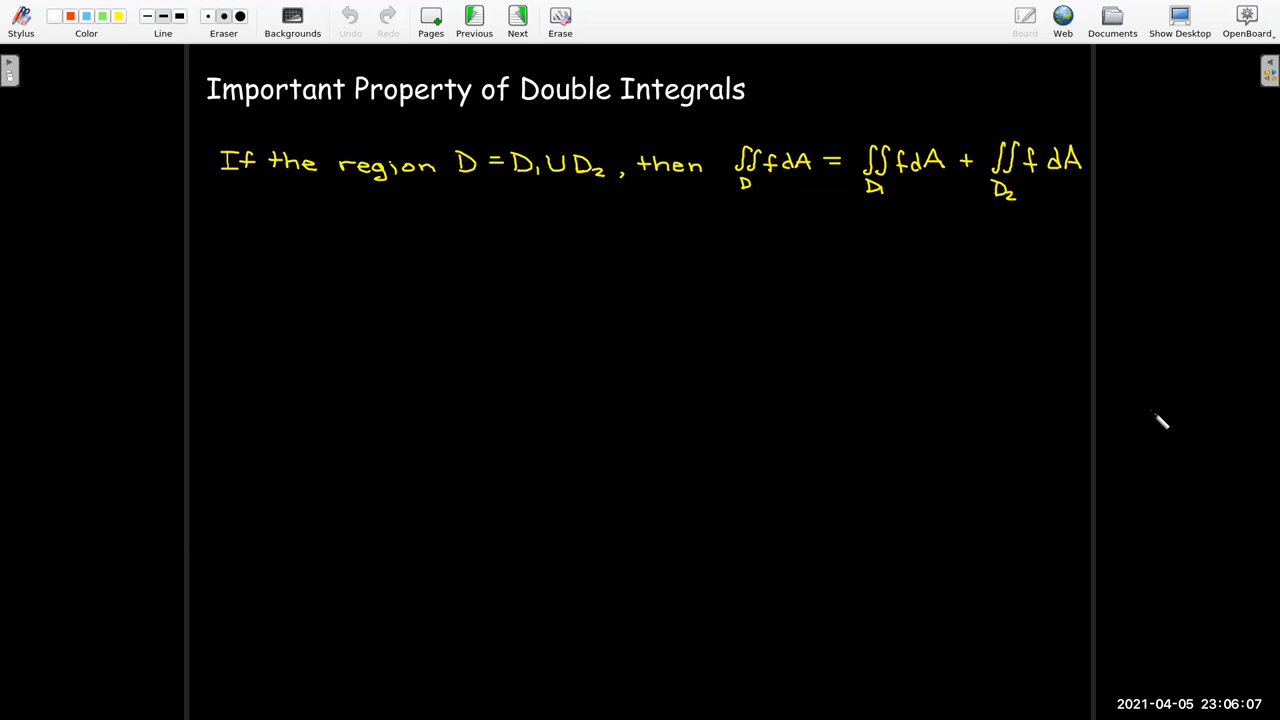 Stylus Color Line Eraser Backgrounds Undo Redo Pages Previous Next Erase Board Web Documents Show Desktop OpenBoard
Important Property of Double Integrals
If the region D = D₁ ∪ D₂, then ∬_D f dA = ∬_D₁ f dA + ∬_D₂ f dA
2021-04-05 23:06:07